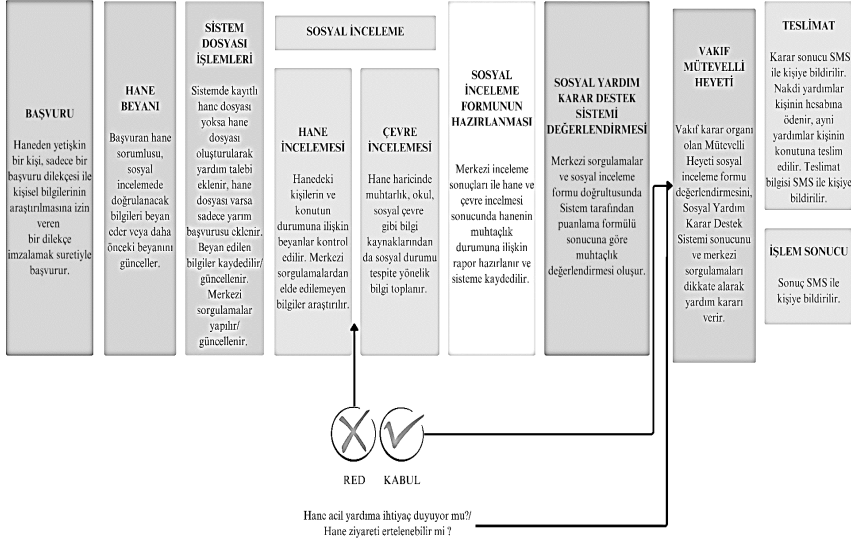 BAŞVURU
Haneden yetişkin
bir kişi, sadece bir
başvuru dilekçesi ile
kişisel bilgilerinin
araştırılmasına izin
veren
bir dilekçe
imzalamak suretiyle
başvurur.
HANE
BEYANI
Başvuran hane
sorumlusu,
sosyal
incelemede
doğrulanacak
bilgileri beyan
eder veya daha
önceki beyanını
günceller.
SİSTEM
DOSYASI
İŞLEMLERİ
Sistemde kayıtlı
hane dosyası
yoksa hane
dosyası
oluşturularak
yardım talebi
eklenir, hane
dosyası varsa
sadece yarım
başvurusu eklenir.
Beyan edilen
bilgiler kaydedilir/
güncellenir.
Merkezi
sorgulamalar
yapılır/
güncellenir.
SOSYAL İNCELEME
HANE
İNCELEMESİ
Hanedeki
kişilerin ve
konutun
durumuna ilişkin
beyanlar kontrol
edilir. Merkezi
sorgulamalardan
elde edilemeyen
bilgiler araştırılır.
ÇEVRE
İNCELEMESİ
Hane haricinde
muhtarlık, okul,
sosyal çevre
gibi bilgi
kaynaklarından
da sosyal durumu
tespite yönelik
bilgi toplanır.
SOSYAL
İNCELEME
FORMUNUN
HAZIRLANMASI
Merkezi inceleme
sonuçları ile hane ve
çevre incelmesi
sonucunda hanenin
muhtaçlık
durumuna ilişkin
rapor hazırlanır ve
sisteme kaydedilir.
SOSYAL YARDIM
KARAR DESTEK
SİSTEMİ
DEĞERLENDİRMESİ
Merkezi sorgulamalar
ve sosyal inceleme
formu doğrultusunda
Sistem tarafından
puanlama formülü
sonucuna göre
muhtaçlık
değerlendirmesi oluşur.
VAKIF
MÜTEVELLİ
HEYETİ
Vakıf karar organı
olan Mütevelli
Heyeti sosyal
inceleme formu
değerlendirmesini,
Sosyal Yardım
Karar Destek
Sistemi sonucunu
ve merkezi
sorgulamaları
dikkate alarak
yardım kararı
verir.
TESLİMAT
Karar sonucu SMS
ile kişiye bildirilir.
Nakdi yardımlar
kişinin hesabına
ödenir, ayni
yardımlar kişinin
konutuna teslim
edilir. Teslimat
bilgisi SMS ile kişiye
bildirilir.
İŞLEM SONUCU
Sonuç SMS ile
kişiye bildirilir.
RED
KABUL
Hane acil yardıma ihtiyaç duyuyor mu?/
Hane ziyareti ertelenebilir mi ?